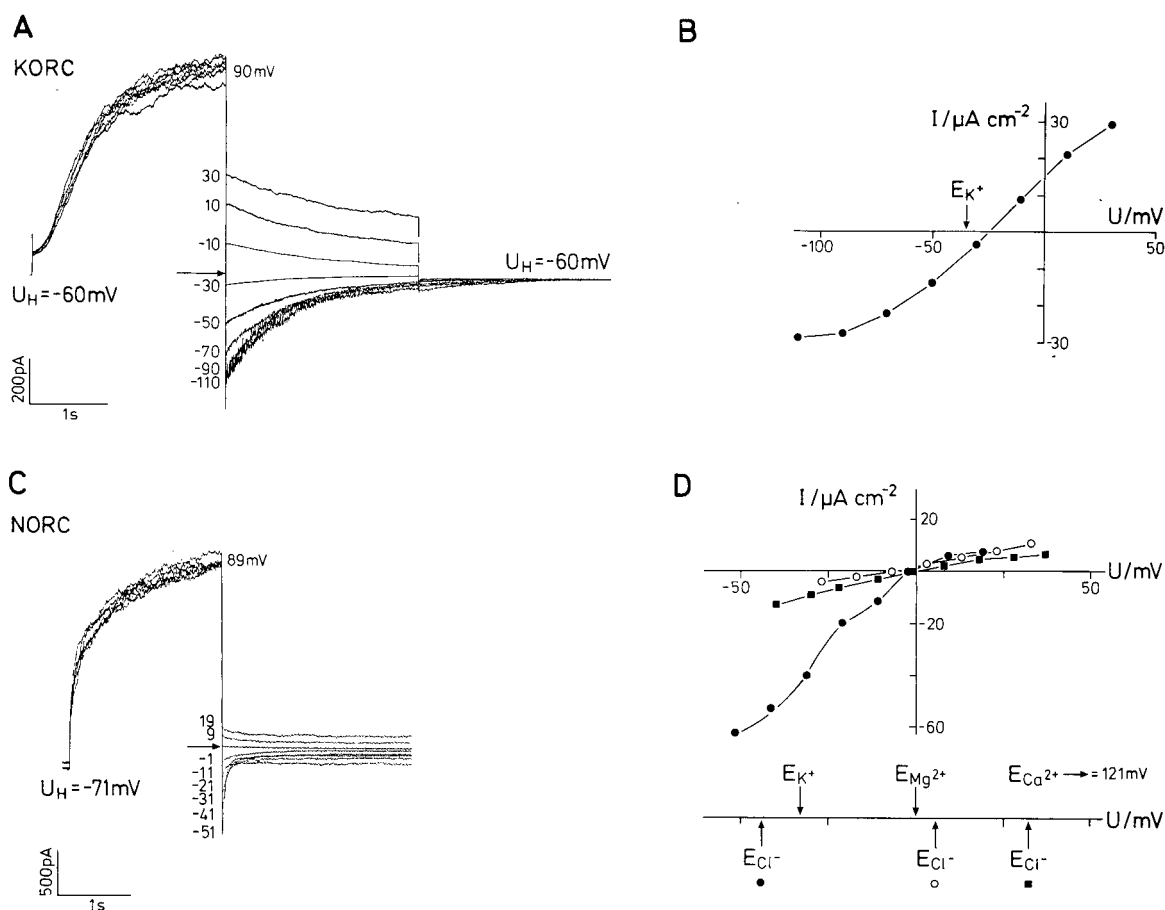 A
KORC
90mV
30
10
-10
-30
-50
-70
-90
-110
U_H=-60mV
U_H=-60mV
200pA
1s
B
I/μA cm⁻²
30
E_K⁺
U/mV
-100
-50
50
-30
C
NORC
89mV
19
9
-1
-11
-21
-31
-41
-51
U_H=-71mV
500pA
1s
D
I/μA cm⁻²
20
-50
50
U/mV
-20
-60
E_K⁺
E_Mg²⁺
E_Ca²⁺ → = 121mV
U/mV
E_Cl⁻
E_Cl⁻
E_Cl⁻